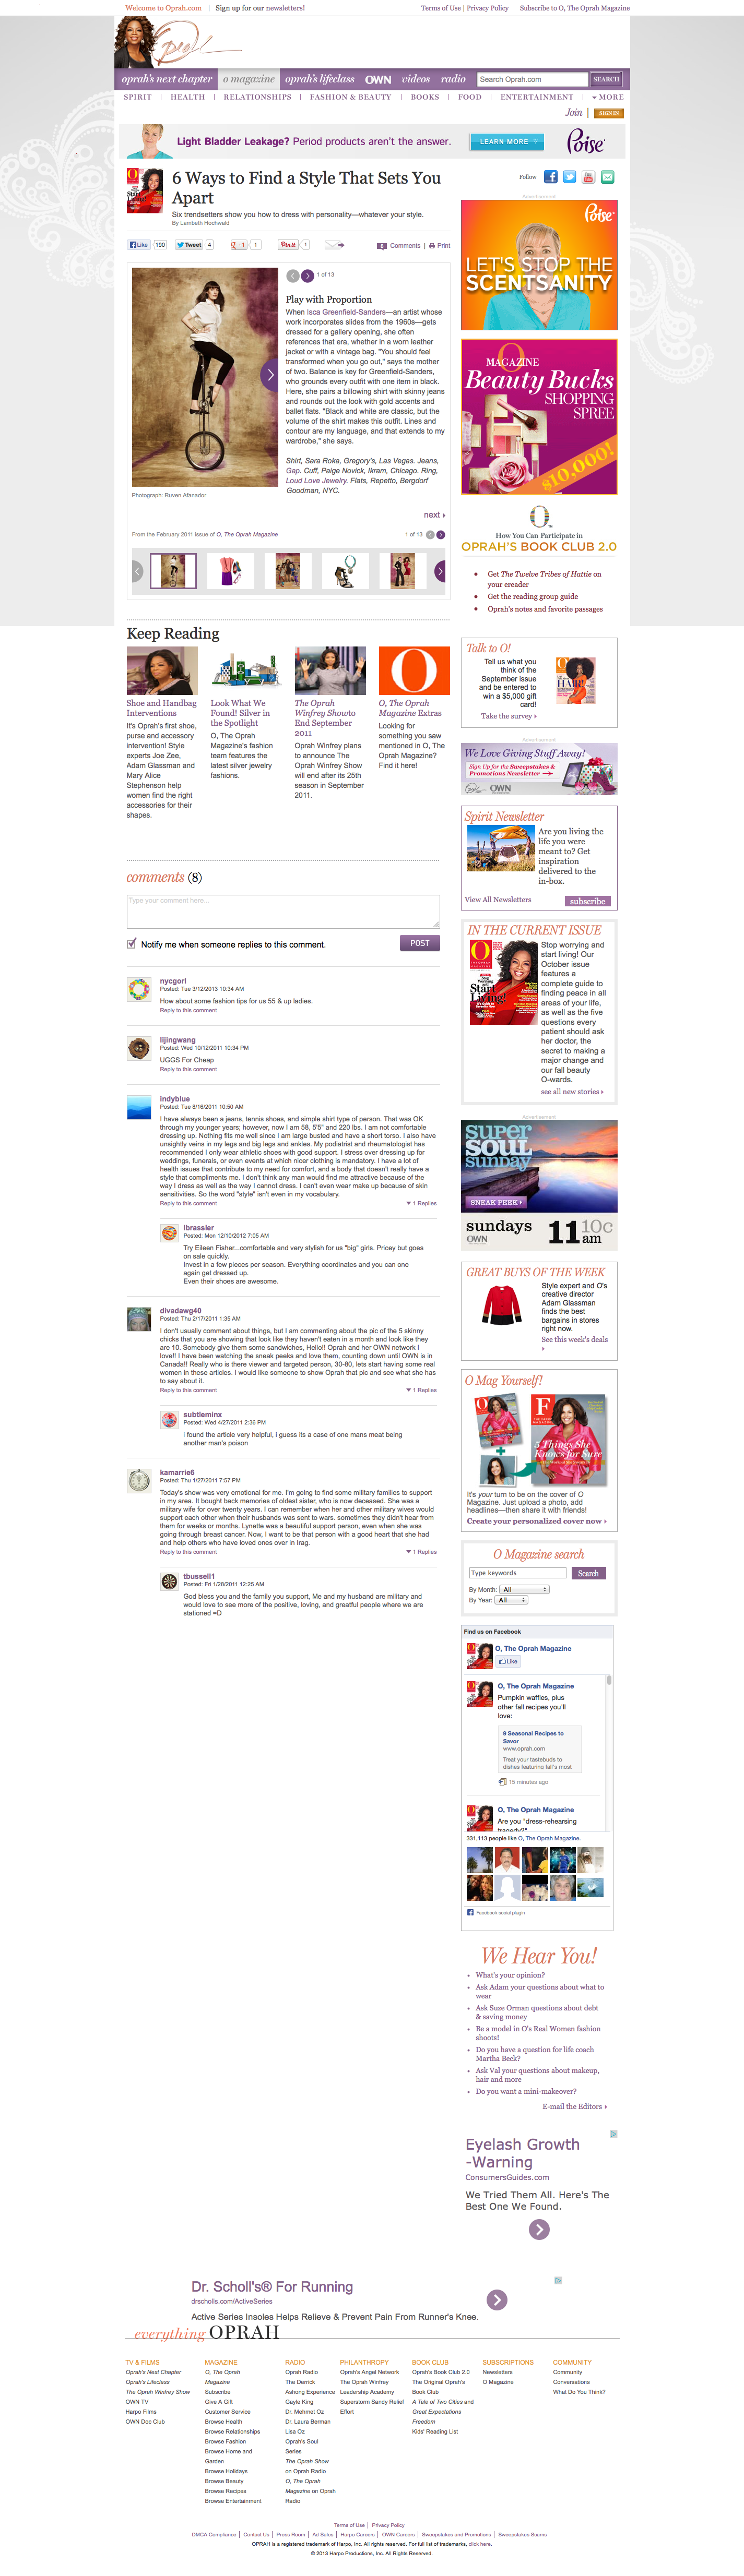 Welcome to Oprah.com | Sign up for our newsletters!
Terms of Use | Privacy Policy Subscribe to O, The Oprah Magazine
Oprah
oprah's next chapter o magazine oprah's lifeclass OWN videos radio Search Oprah.com SEARCH
SPIRIT | HEALTH | RELATIONSHIPS | FASHION & BEAUTY | BOOKS | FOOD | ENTERTAINMENT | MORE
Join | SIGN IN
Light Bladder Leakage? Period products aren't the answer. LEARN MORE Poise
6 Ways to Find a Style That Sets You
Apart
Six trendsetters show you how to dress with personality—whatever your style.
By Lambeth Hochwald
Like 190 Tweet 4 +1 1 Pin it 1
Comments | Print
1 of 13
Play with Proportion
When Isca Greenfield-Sanders—an artist whose
work incorporates slides from the 1960s—gets
dressed for a gallery opening, she often
references that era, whether in a worn leather
jacket or with a vintage bag. "You should feel
transformed when you go out," says the mother
of two. Balance is key for Greenfield-Sanders,
who grounds every outfit with one item in black.
Here, she pairs a billowing shirt with skinny jeans
and rounds out the look with gold accents and
ballet flats. "Black jeans are classic, but the
volume of the shirt makes this outfit. Lines and
contour are my language, and that extends to my
wardrobe," she says.
Shirt, Sara Roka, Gregory's, Las Vegas. Jeans,
Gap. Cuff, Paige Novick, Ikram, Chicago. Ring,
Loud Love Jewelry. Flats, Repetto, Bergdorf
Goodman, NYC.
Photograph: Ruven Afanador
next
From the February 2011 issue of O, The Oprah Magazine
1 of 13
Keep Reading
Shoe and Handbag
Interventions
It's Oprah's first shoe,
purse and accessory
intervention! Style
experts Joe Zee,
Adam Glassman and
Mary Alice
Stephenson help
women find the right
accessories for their
shapes.
Look What We
Found! Silver in
the Spotlight
O, The Oprah
Magazine's fashion
team features the
latest silver jewelry
fashions.
The Oprah
Winfrey Showto
End September
2011
Oprah Winfrey plans
to announce The
Oprah Winfrey Show
will end after its 25th
season in September
2011.
O, The Oprah
Magazine Extras
Looking for
something you saw
mentioned in O, The
Oprah Magazine?
Find it here!
comments (8)
Type your comment here...
Notify me when someone replies to this comment.
POST
nycgorl
Posted: Tue 3/12/2013 10:34 AM
How about some fashion tips for us 55 & up ladies.
Reply to this comment
lijingwang
Posted: Wed 10/12/2011 10:34 PM
UGGS For Cheap
Reply to this comment
indyblue
Posted: Tue 8/16/2011 10:50 AM
I have always been a jeans, tennis shoes, and simple shirt type of person. That was OK
through my younger years; however, now I am 58, 5'5" and 220 lbs. I am not comfortable
dressing up. Nothing fits me well since I am large busted and have a short torso. I also have
unsightly veins in my legs and big legs and ankles. My podiatrist and rheumatologist have
recommended I only wear athletic shoes with good support. I stress over dressing up for
weddings, funerals, or even events at which nicer clothing is mandatory. I have a lot of
health issues that contribute to my need for comfort, and a body that doesn't really have a
style that compliments me. I don't think any man would find me attractive because of the
way I dress as well as the way I cannot dress. I can't even wear make up because of skin
sensitivities. So the word "style" isn't even in my vocabulary.
Reply to this comment
1 Replies
lbrassler
Posted: Mon 12/10/2012 7:05 AM
Try Eileen Fisher...comfortable and very stylish for us "big" girls. Pricey but goes
on sale quickly.
Invest in a few pieces per season. Everything coordinates and you can one
again get dressed up.
Even their shoes are awesome.
divadawg40
Posted: Thu 2/17/2011 1:35 AM
I don't usually comment about things, but I am commenting about the pic of the 5 skinny
chicks that you are showing that look like they haven't eaten in a month and look like they
are 10. Somebody give them some sandwiches, Hello!! Oprah and her OWN network I
love!! I have been watching the sneak peeks and love them, counting down until OWN is in
Canada!! Really who is there viewer and targeted person, 30-80, lets start having some real
women in these articles. I would like someone to show Oprah that pic and see what she has
to say about it.
Reply to this comment
1 Replies
subtleminx
Posted: Wed 4/27/2011 2:36 PM
i found the article very helpful, i guess its a case of one mans meat being
another man's poison
kamarrie6
Posted: Thu 1/27/2011 7:57 PM
Today's show was very emotional for me. I'm going to find some military families to support
in my area. It bought back memories of oldest sister, who is now deceased. She was a
military wife for over twenty years. I can remember when her and other military wives would
support each other when their husbands was sent to wars. sometimes they didn't hear from
them for weeks or months. Lynette was a beautiful support person, even when she was
going through breast cancer. Now, I want to be that person with a good heart that she had
and help others who have loved ones over in Irag.
Reply to this comment
1 Replies
tbussell1
Posted: Fri 1/28/2011 12:25 AM
God bless you and the family you support, Me and my husband are military and
would love to see more of the positive, loving, and greatful people where we are
stationed =D
Follow
Advertisement
Poise
LET'S STOP THE
SCENTSANITY
O
MAGAZINE
Beauty Bucks
SHOPPING
SPREE
$10,000!
How You Can Participate in
OPRAH'S BOOK CLUB 2.0
Get The Twelve Tribes of Hattie on
your ereader
Get the reading group guide
Oprah's notes and favorite passages
Talk to O!
Tell us what you
think of the
September issue
and be entered to
win a $5,000 gift
card!
Take the survey
Advertisement
We Love Giving Stuff Away!
Sign Up for the Sweepstakes &
Promotions Newsletter
OWN
Spirit Newsletter
Are you living the
life you were
meant to? Get
inspiration
delivered to the
in-box.
View All Newsletters
subscribe
IN THE CURRENT ISSUE
Start
Living!
Stop worrying and
start living! Our
October issue
features a
complete guide to
finding peace in all
areas of your life,
as well as the five
questions every
patient should ask
her doctor, the
secret to making a
major change and
our fall beauty
O-wards.
see all new stories
Advertisement
SUPER
SOUL
sunday
SNEAK PEEK
sundays 11 10c
OWN am
GREAT BUYS OF THE WEEK
Style expert and O's
creative director
Adam Glassman
finds the best
bargains in stores
right now.
See this week's deals
O Mag Yourself!
5 Things She
Knows for Sure
It's your turn to be on the cover of O
Magazine. Just upload a photo, add
headlines—then share it with friends!
Create your personalized cover now
O Magazine search
Type keywords
Search
By Month: All
By Year: All
Find us on Facebook
O, The Oprah Magazine
Like
O, The Oprah Magazine
Pumpkin waffles, plus
other fall recipes you'll
love:
9 Seasonal Recipes to
Savor
www.oprah.com
Treat your tastebuds to
dishes featuring fall's most
15 minutes ago
O, The Oprah Magazine
Are you "dress-rehearsing
tragedy?"
331,113 people like O, The Oprah Magazine.
Facebook social plugin
We Hear You!
What's your opinion?
Ask Adam your questions about what to
wear
Ask Suze Orman questions about debt
& saving money
Be a model in O's Real Women fashion
shoots!
Do you have a question for life coach
Martha Beck?
Ask Val your questions about makeup,
hair and more
Do you want a mini-makeover?
E-mail the Editors
Eyelash Growth
-Warning
ConsumersGuides.com
We Tried Them All. Here's The
Best One We Found.
Dr. Scholl's® For Running
drscholls.com/ActiveSeries
Active Series Insoles Helps Relieve & Prevent Pain From Runner's Knee.
everything OPRAH
TV & FILMS
Oprah's Next Chapter
Oprah's Lifeclass
The Oprah Winfrey Show
OWN TV
Harpo Films
OWN Doc Club
MAGAZINE
O, The Oprah
Magazine
Subscribe
Give A Gift
Customer Service
Browse Health
Browse Relationships
Browse Fashion
Browse Home and
Garden
Browse Holidays
Browse Beauty
Browse Recipes
Browse Entertainment
RADIO
Oprah Radio
The Derrick
Ashong Experience
Gayle King
Dr. Mehmet Oz
Dr. Laura Berman
Lisa Oz
Oprah's Soul
Series
The Oprah Show
on Oprah Radio
O, The Oprah
Magazine on Oprah
Radio
PHILANTHROPY
Oprah's Angel Network
The Oprah Winfrey
Leadership Academy
Superstorm Sandy Relief
Effort
BOOK CLUB
Oprah's Book Club 2.0
The Original Oprah's
Book Club
A Tale of Two Cities and
Great Expectations
Freedom
Kids' Reading List
SUBSCRIPTIONS
Newsletters
O Magazine
COMMUNITY
Community
Conversations
What Do You Think?
Terms of Use | Privacy Policy
DMCA Compliance | Contact Us | Press Room | Ad Sales | Harpo Careers | OWN Careers | Sweepstakes and Promotions | Sweepstakes Scams
OPRAH is a registered trademark of Harpo, Inc. All rights reserved. For full list of trademarks, click here.
© 2013 Harpo Productions, Inc. All Rights Reserved.